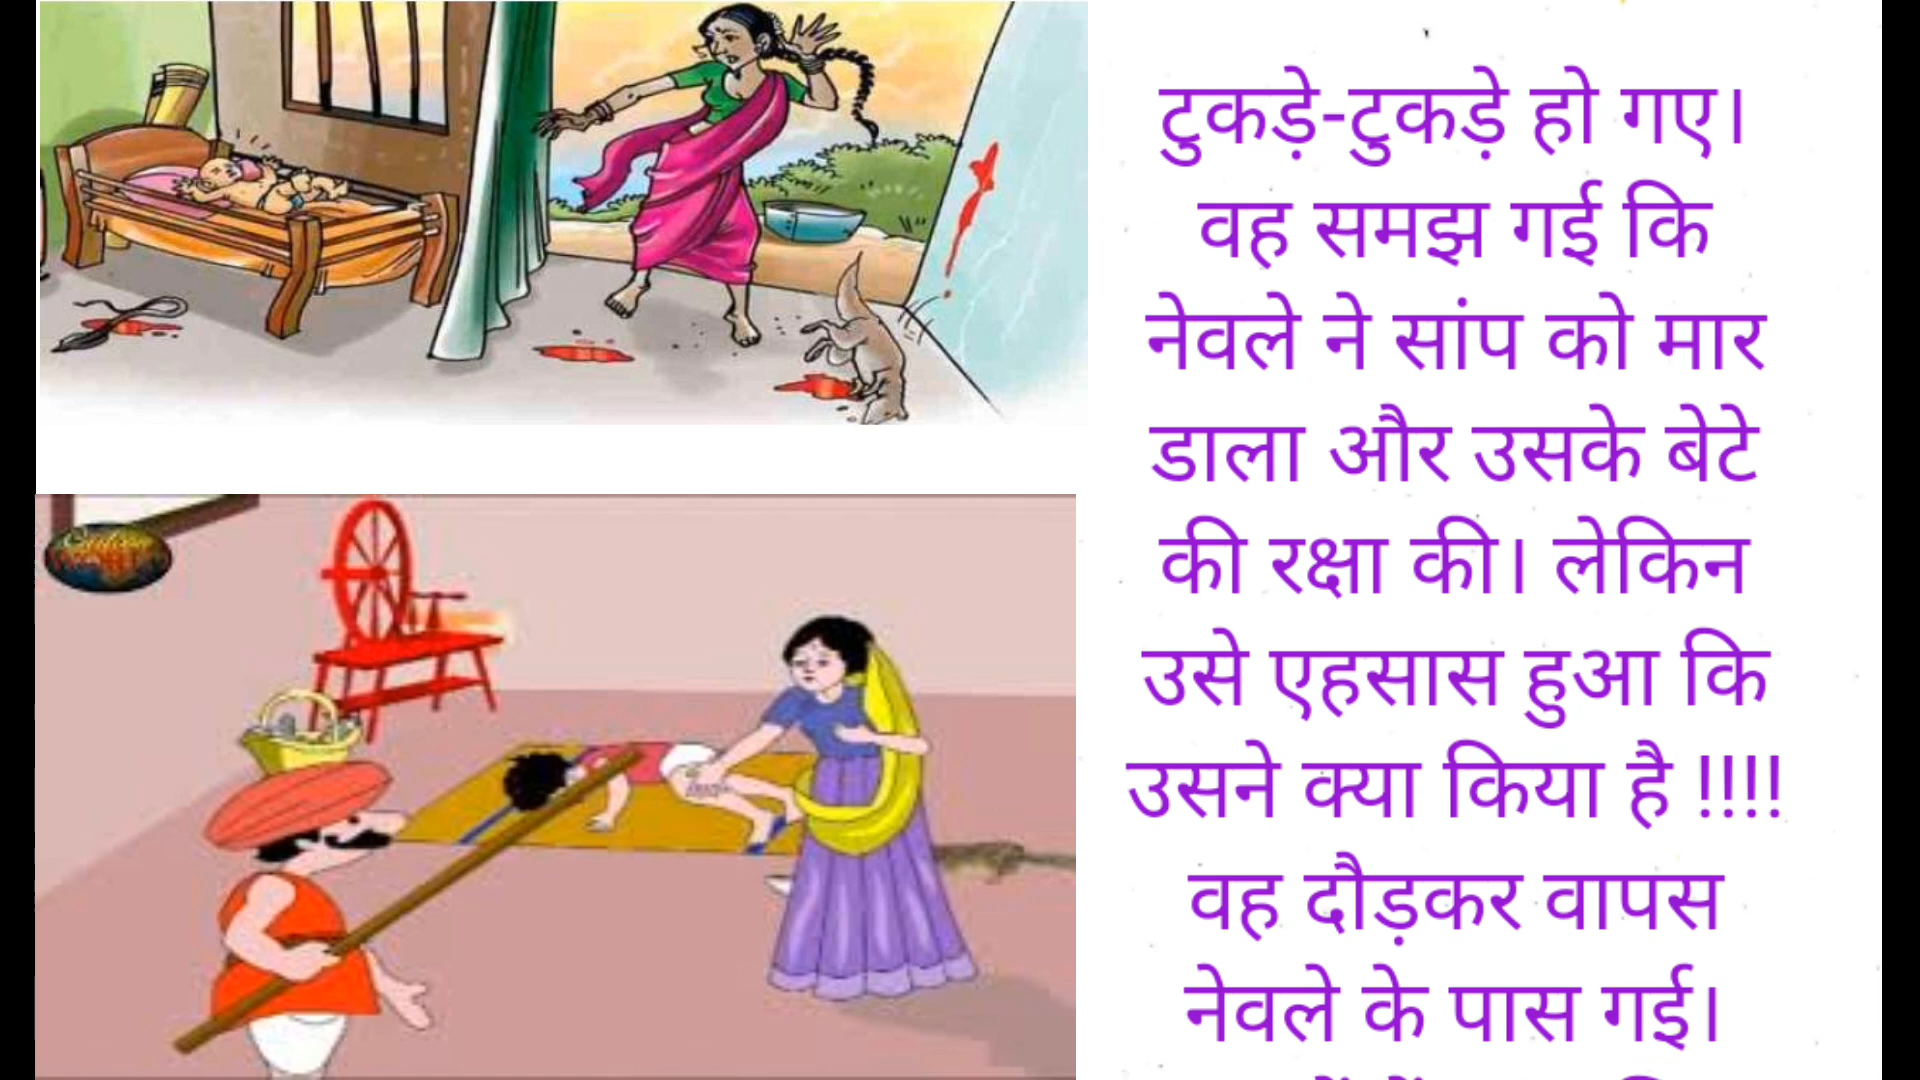 टुकड़े-टुकड़े हो गए।
वह समझ गई कि
नेवले ने सांप को मार
डाला और उसके बेटे
की रक्षा की। लेकिन
उसे एहसास हुआ कि
उसने क्या किया है !!!!
वह दौड़कर वापस
नेवले के पास गई।